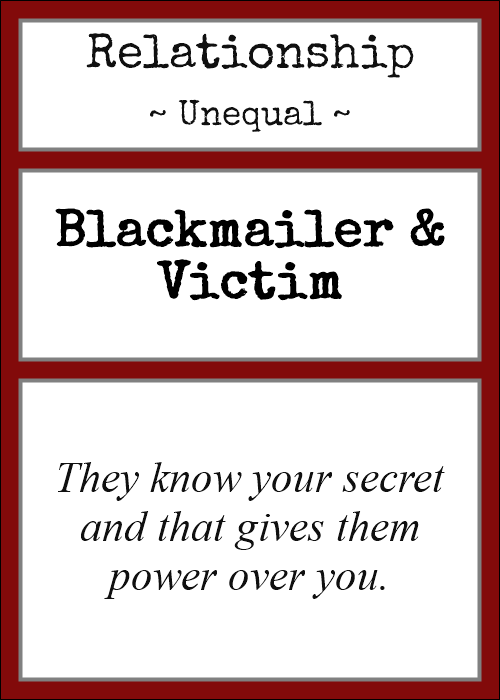 Relationship
~ Unequal ~
Blackmailer &
Victim
They know your secret
and that gives them
power over you.